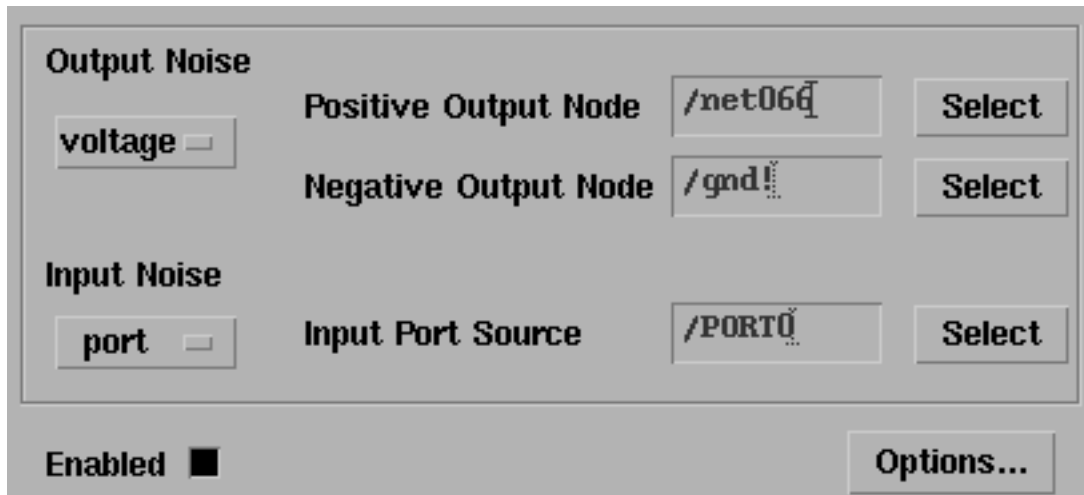 Output Noise
voltage
Positive Output Node /net066 Select
Negative Output Node /gnd! Select
Input Noise
port
Input Port Source /PORT0 Select
Enabled
Options...